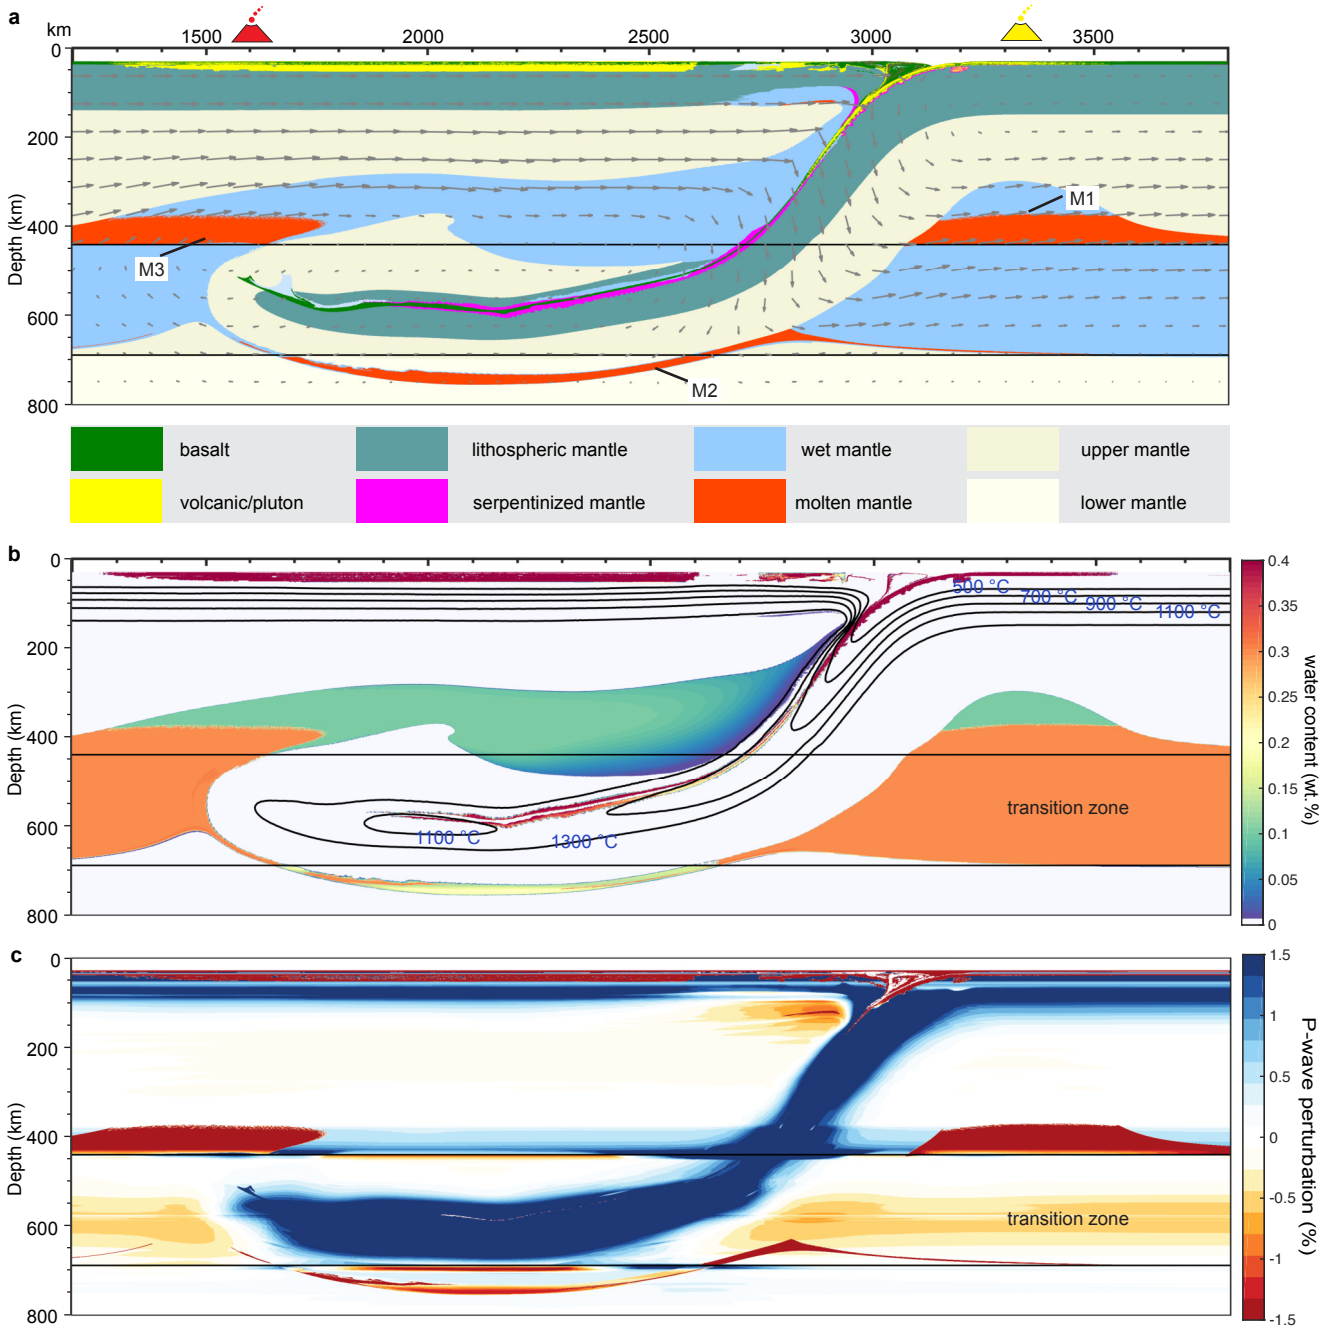 a
km
1500
2000
2500
3000
3500
0
200
400
600
800
Depth (km)
M1
M3
M2
basalt
lithospheric mantle
wet mantle
upper mantle
volcanic/pluton
serpentinized mantle
molten mantle
lower mantle
b
0
200
400
600
800
Depth (km)
500 °C
700 °C
900 °C
1100 °C
1100 °C
1300 °C
transition zone
0.4
0.35
0.3
0.25
0.2
0.15
0.1
0.05
0
water content (wt.%)
c
0
200
400
600
800
Depth (km)
transition zone
1.5
1
0.5
0
-0.5
-1
-1.5
P-wave perturbation (%)